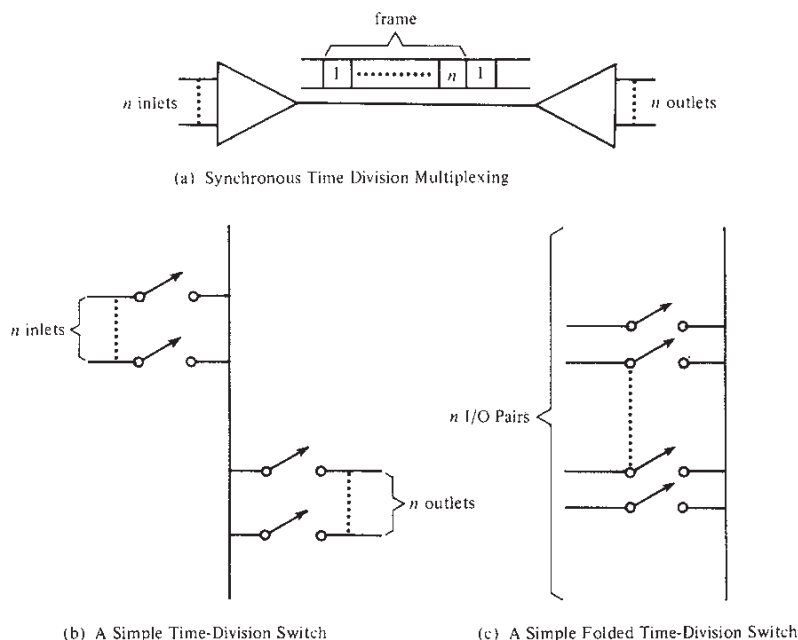 frame
1 n 1
n inlets
n outlets
(a) Synchronous Time Division Multiplexing
n inlets
n I/O Pairs
n outlets
(b) A Simple Time-Division Switch
(c) A Simple Folded Time-Division Switch